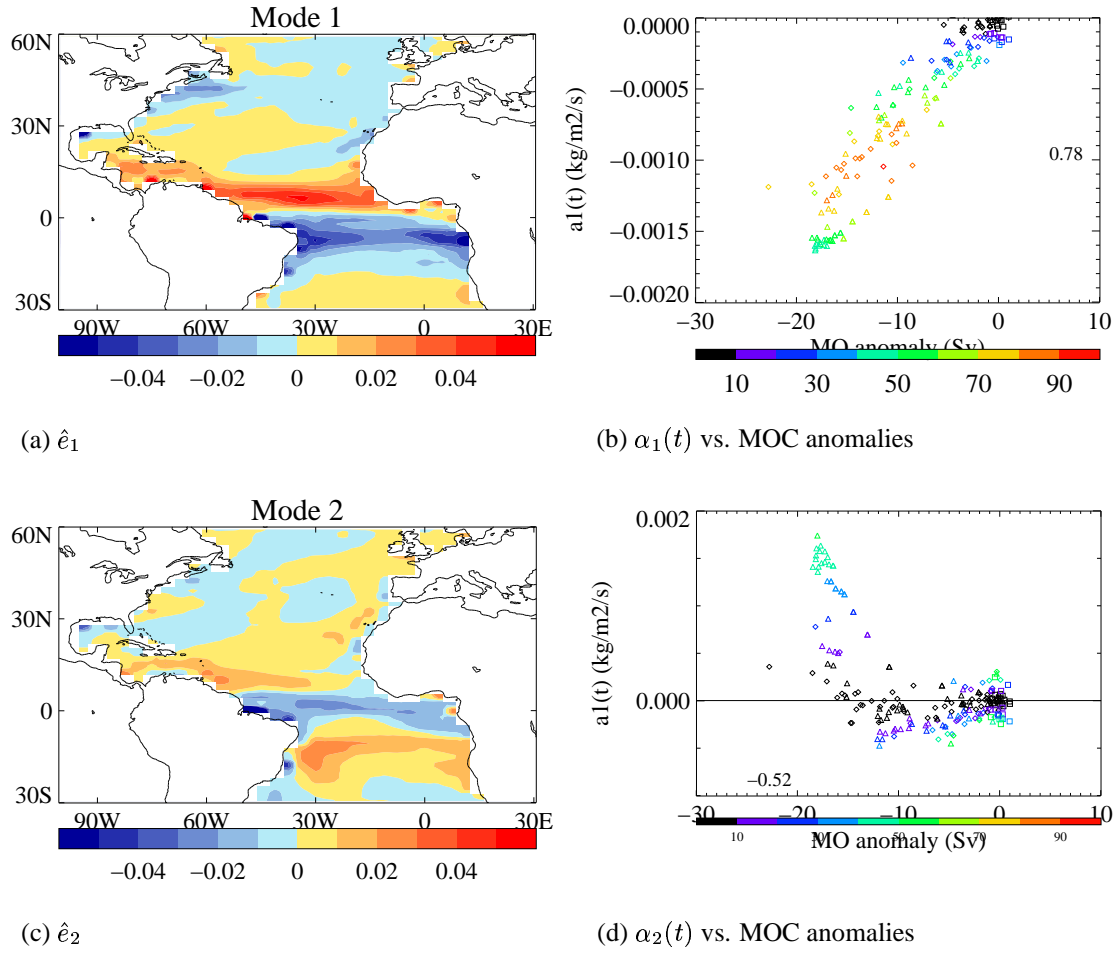 Mode 1
60N
30N
0
30S
90W 60W 30W 0 30E
−0.04 −0.02 0 0.02 0.04
(a) ê₁
0.0000
−0.0005
−0.0010
−0.0015
−0.0020
a1(t) (kg/m2/s)
0.78
−30 −20 −10 0 10
MO anomaly (Sv)
10 30 50 70 90
(b) α₁(t) vs. MOC anomalies
Mode 2
60N
30N
0
30S
90W 60W 30W 0 30E
−0.04 −0.02 0 0.02 0.04
(c) ê₂
0.002
0.000
a1(t) (kg/m2/s)
−0.52
−30 −20 −10 0 10
10 30 50 70 90
MO anomaly (Sv)
(d) α₂(t) vs. MOC anomalies